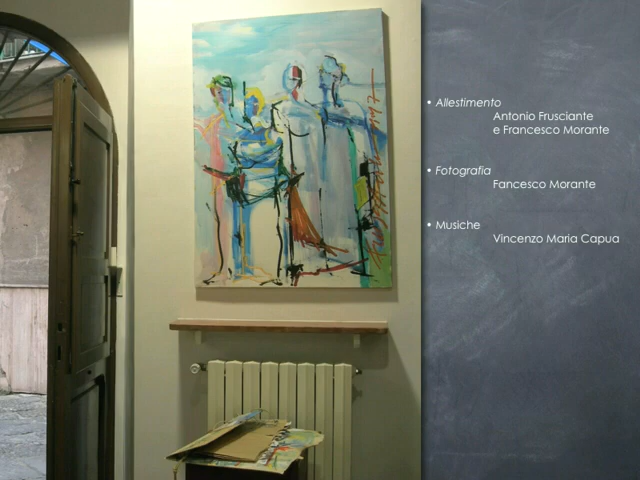 • Allestimento
Antonio Frusciante
e Francesco Morante
• Fotografia
Fancesco Morante
• Musiche
Vincenzo Maria Capua